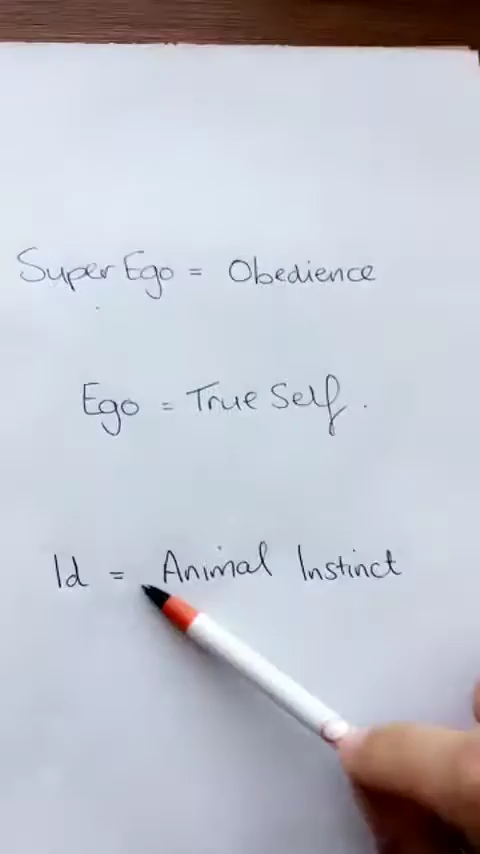 Super Ego = Obedience
Ego = True Self.
Id = Animal Instinct